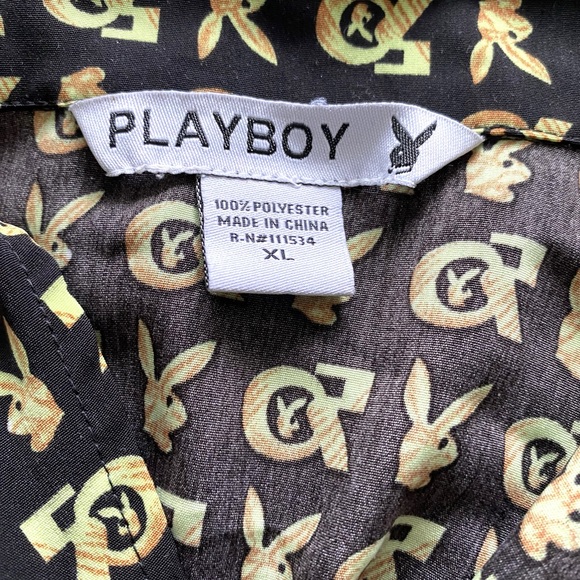 PLAYBOY
100% POLYESTER
MADE IN CHINA
R-N#111534
XL